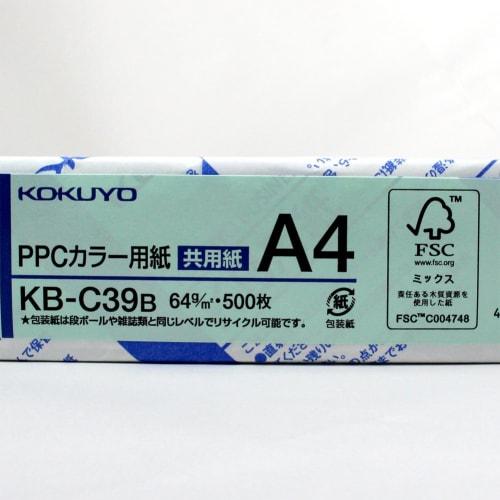 KOKUYO
PPCカラー用紙 共用紙 A4
KB-C39B 64g/㎡・500枚
★包装紙は段ボールや雑誌類と同じレベルでリサイクル可能です。
紙
包装紙
TM
FSC
www.fsc.org
ミックス
責任ある木質資源を
使用した紙
FSC™C004748
4